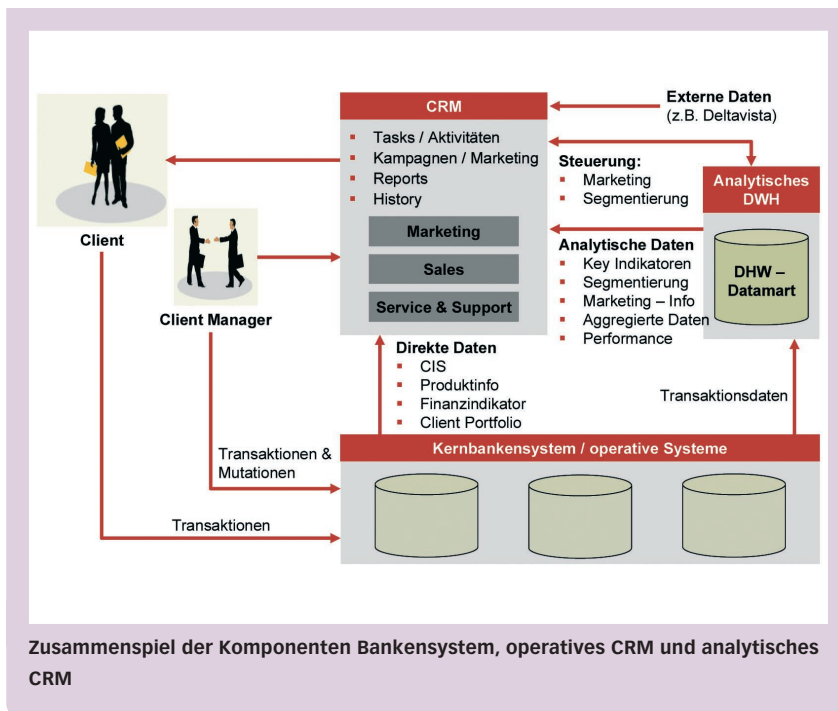 CRM
Tasks / Aktivitäten
Kampagnen / Marketing
Reports
History
Marketing
Sales
Service & Support
Externe Daten
(z.B. Deltavista)
Steuerung:
Marketing
Segmentierung
Analytisches
DWH
DHW –
Datamart
Analytische Daten
Key Indikatoren
Segmentierung
Marketing – Info
Aggregierte Daten
Performance
Client
Client Manager
Direkte Daten
CIS
Produktinfo
Finanzindikator
Client Portfolio
Transaktionsdaten
Kernbankensystem / operative Systeme
Transaktionen &
Mutationen
Transaktionen
Zusammenspiel der Komponenten Bankensystem, operatives CRM und analytisches
CRM